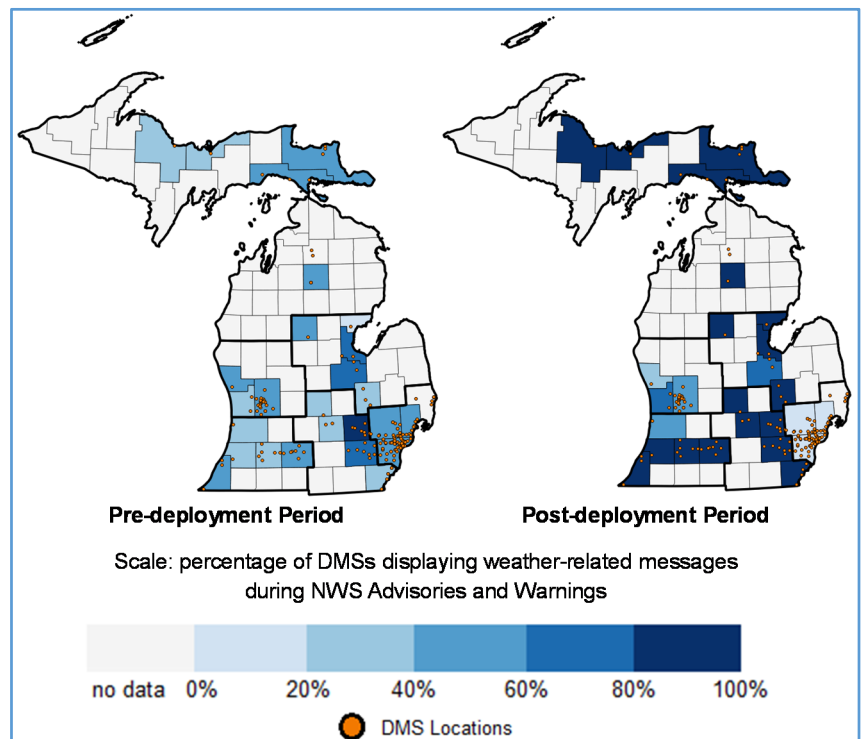 Pre-deployment Period
Post-deployment Period
Scale: percentage of DMSs displaying weather-related messages
during NWS Advisories and Warnings
no data 0% 20% 40% 60% 80% 100%
DMS Locations